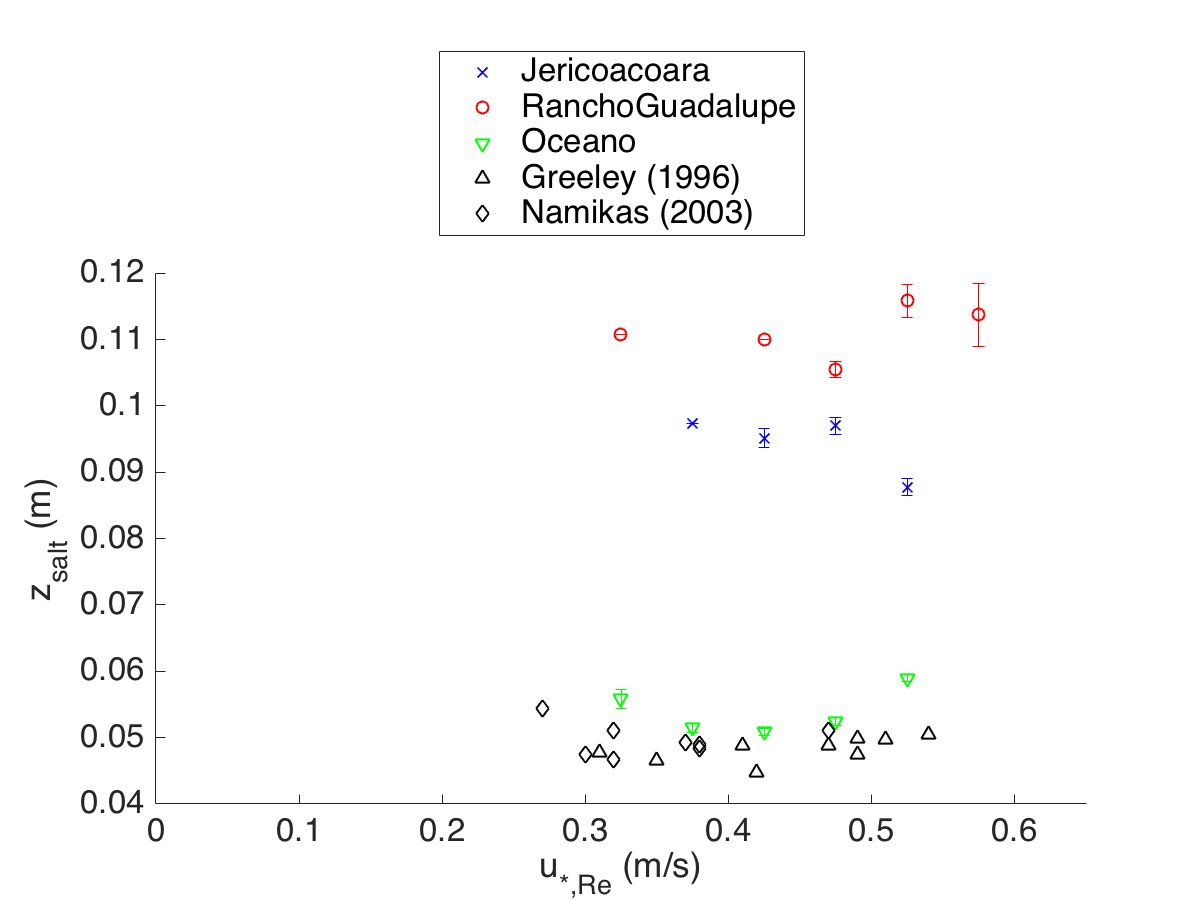 Jericoacoara
RanchoGuadalupe
Oceano
Greeley (1996)
Namikas (2003)
0.12
0.11
0.1
0.09
0.08
0.07
0.06
0.05
0.04
z_salt (m)
0 0.1 0.2 0.3 0.4 0.5 0.6
u_*,Re (m/s)